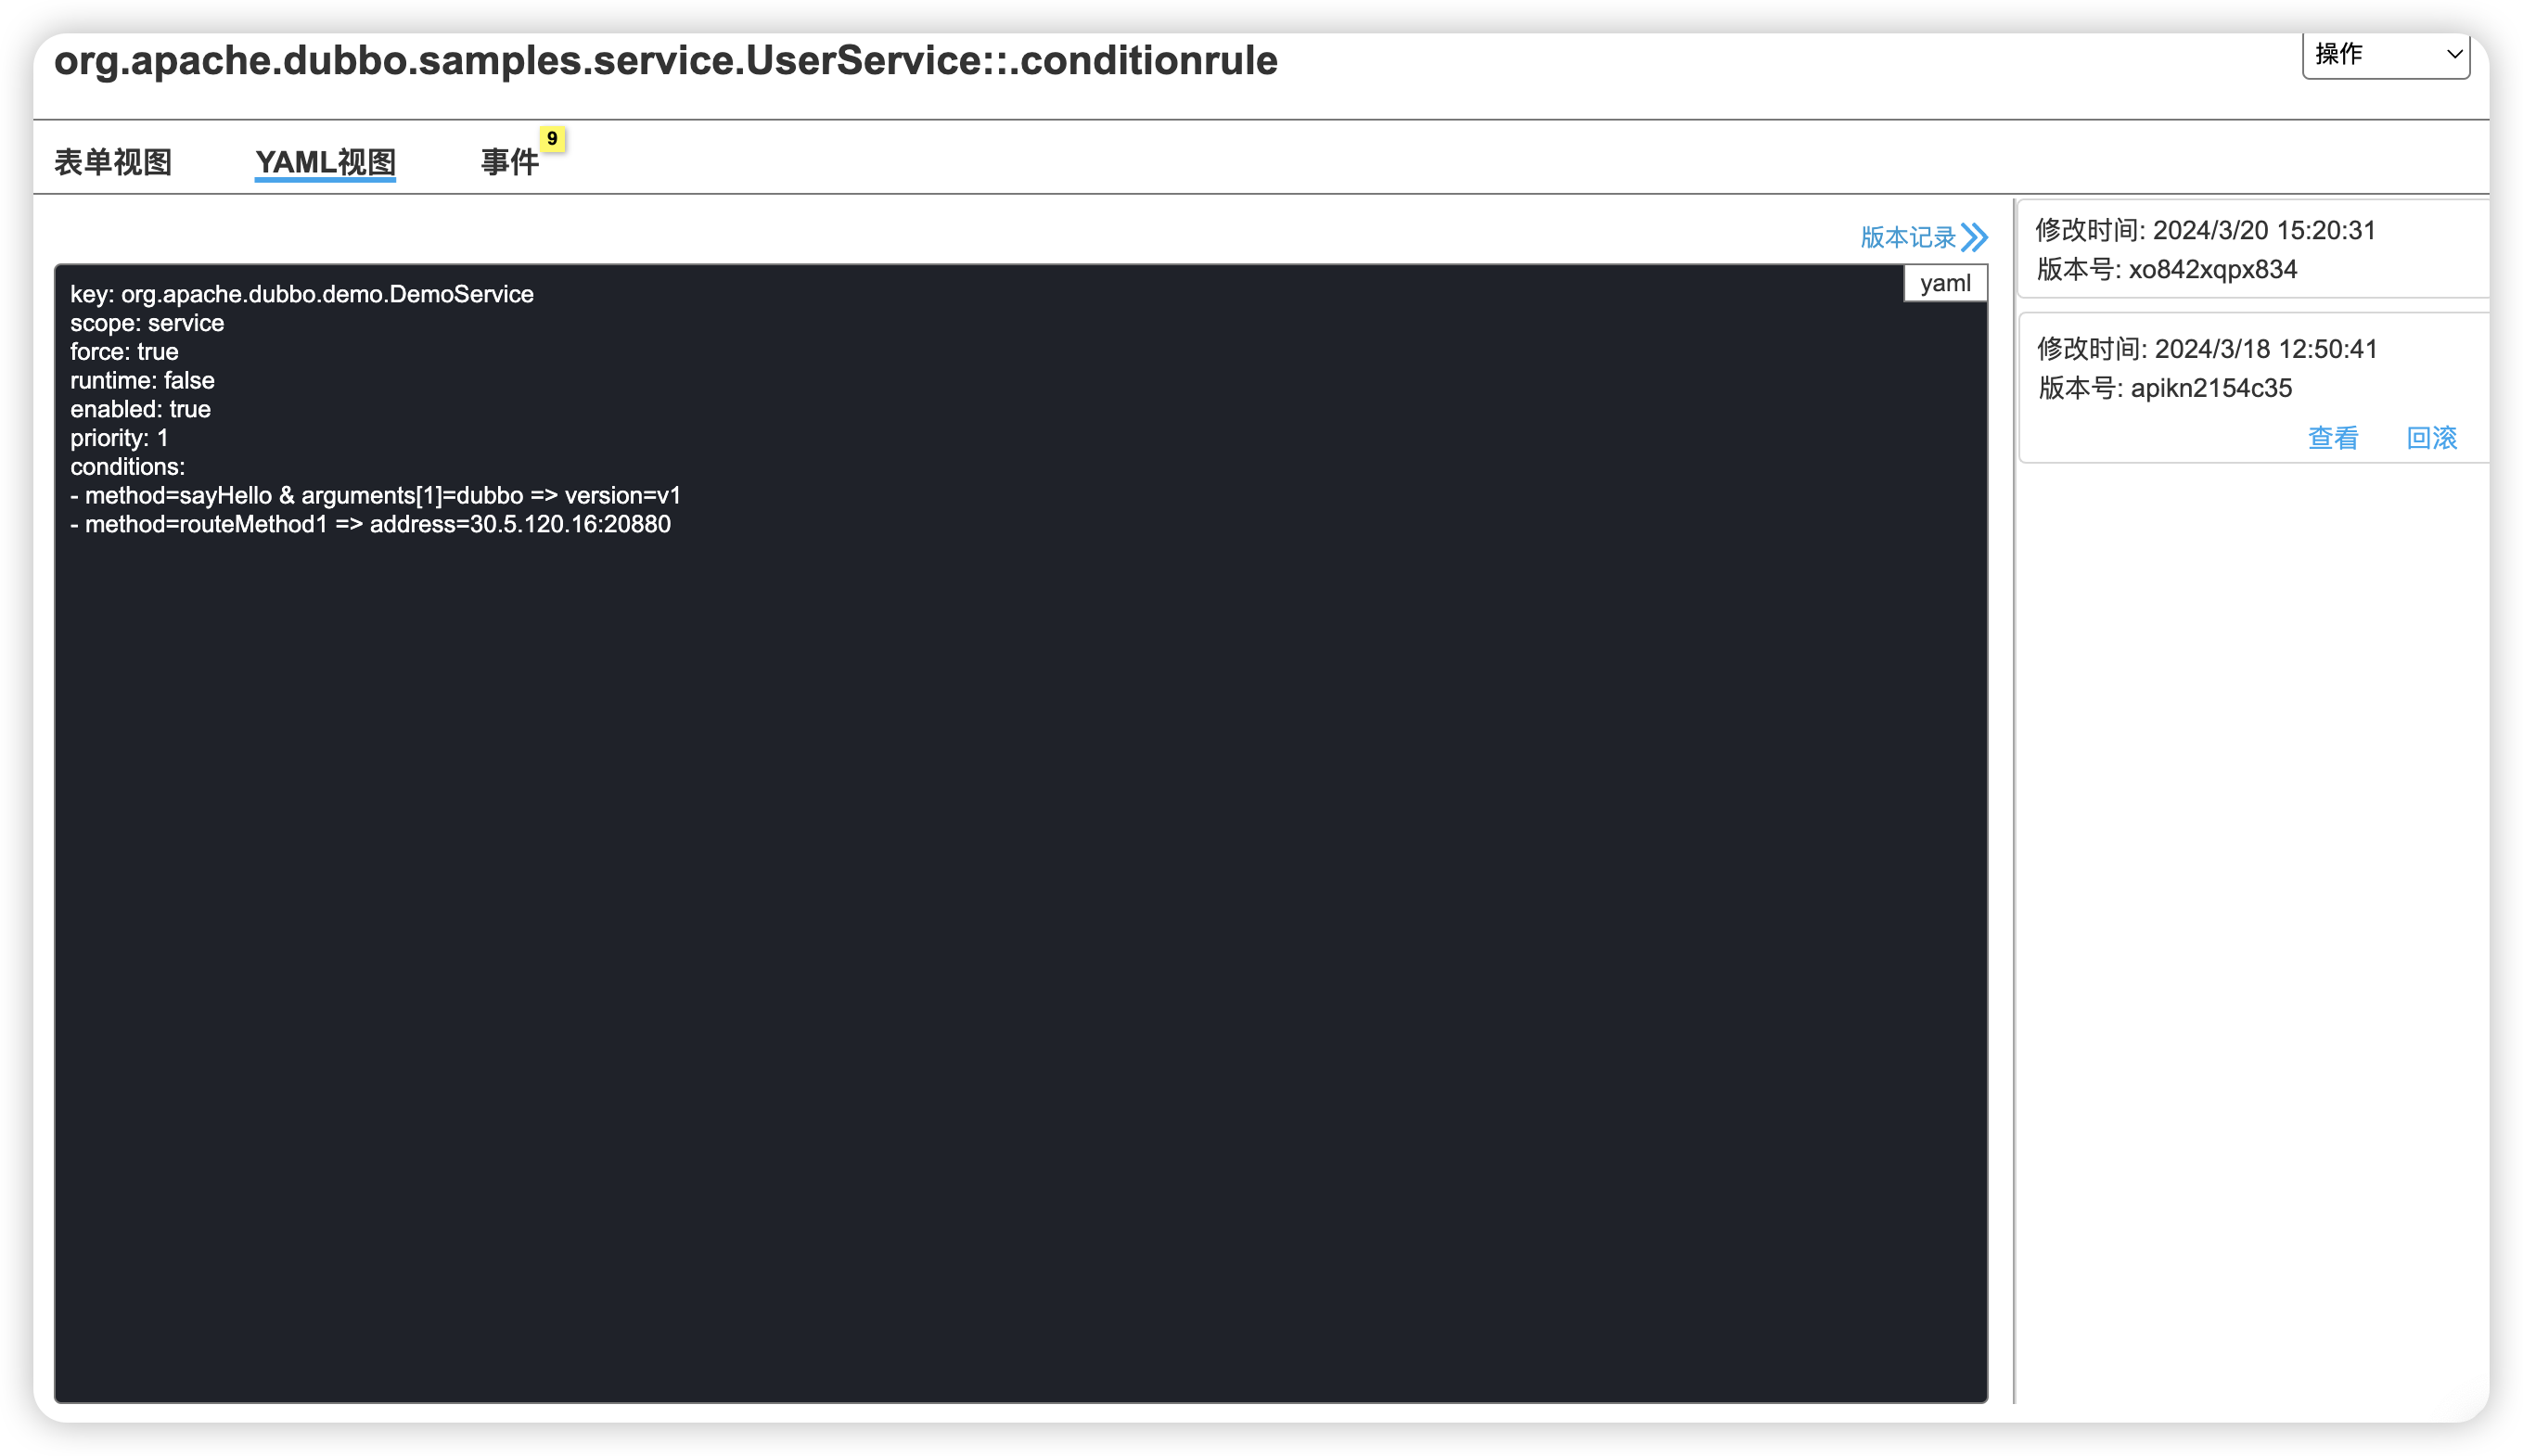 org.apache.dubbo.samples.service.UserService::.conditionrule
操作
表单视图
YAML视图
事件
9
版本记录
yaml
key: org.apache.dubbo.demo.DemoService
scope: service
force: true
runtime: false
enabled: true
priority: 1
conditions:
- method=sayHello & arguments[1]=dubbo => version=v1
- method=routeMethod1 => address=30.5.120.16:20880
修改时间: 2024/3/20 15:20:31
版本号: xo842xqpx834
修改时间: 2024/3/18 12:50:41
版本号: apikn2154c35
查看 回滚